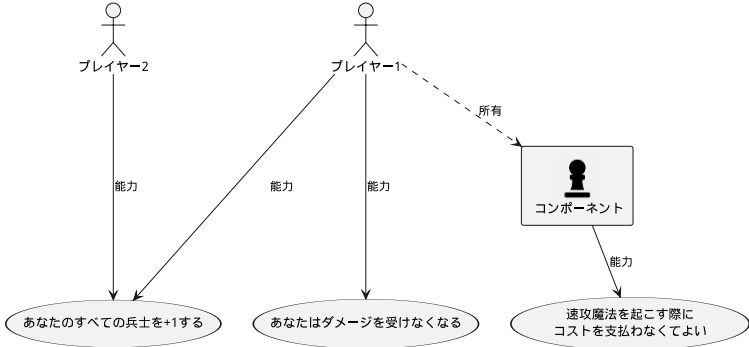 プレイヤー2
プレイヤー1
所有
能力
能力
能力
コンポーネント
能力
あなたのすべての兵士を+1する
あなたはダメージを受けなくなる
速攻魔法を起こす際に
コストを支払わなくてよい